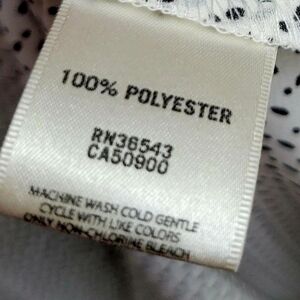 100% POLYESTER
RN36543
CA50900
MACHINE WASH COLD GENTLE
CYCLE WITH LIKE COLORS
ONLY NON-CHLORINE BLEACH